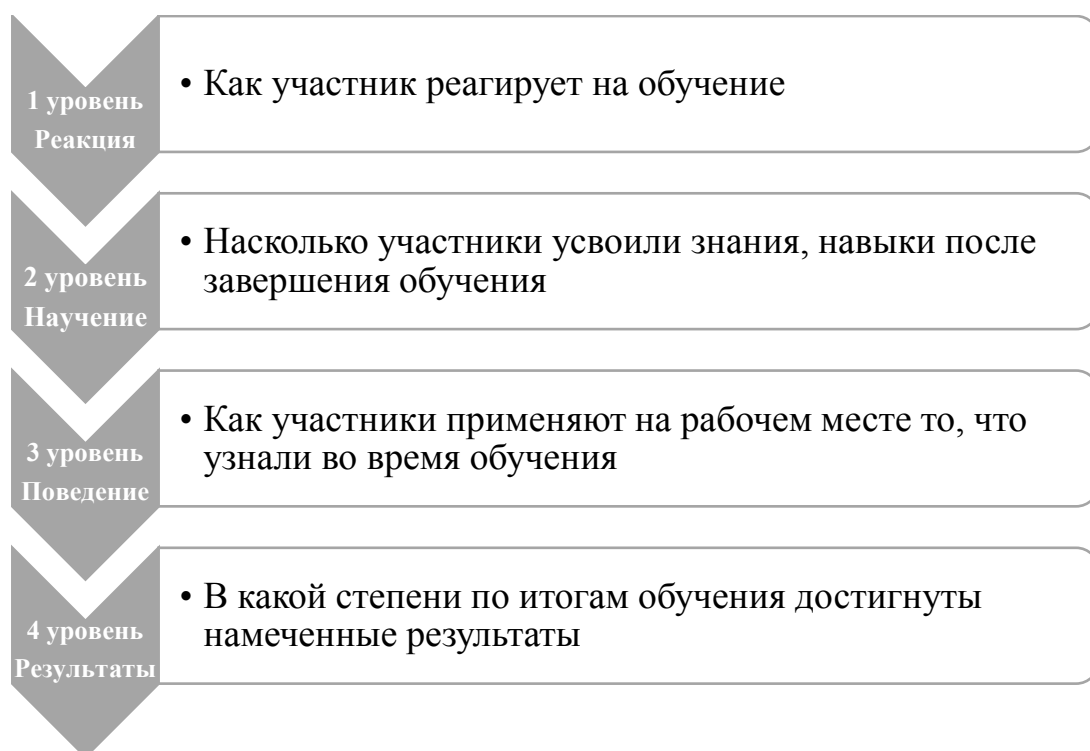 1 уровень
Реакция
• Как участник реагирует на обучение
2 уровень
Научение
• Насколько участники усвоили знания, навыки после
завершения обучения
3 уровень
Поведение
• Как участники применяют на рабочем месте то, что
узнали во время обучения
4 уровень
Результаты
• В какой степени по итогам обучения достигнуты
намеченные результаты